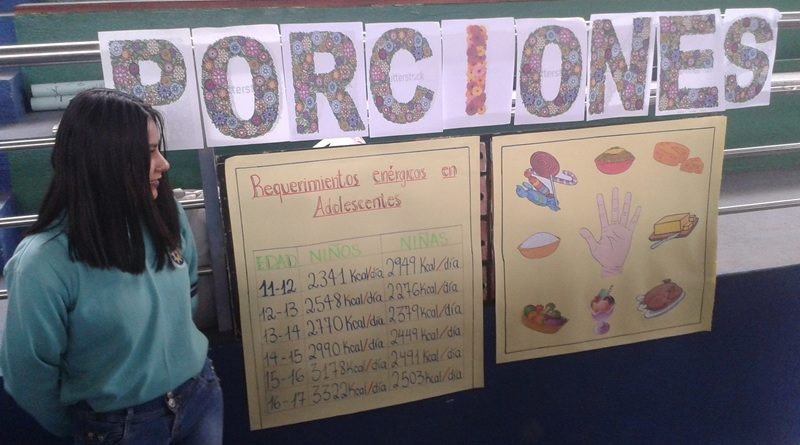 PORCIONES
Requerimientos enérgicos en
Adolescentes
EDAD NIÑOS NIÑAS
11-12 2341 Kcal/día 2949 Kcal/día
12-13 2548 Kcal/día 2276 Kcal/día
13-14 2770 Kcal/día 2379 Kcal/día
14-15 2990 Kcal/día 2449 Kcal/día
15-16 3178 Kcal/día 2491 Kcal/día
16-17 3322 Kcal/día 2503 Kcal/día